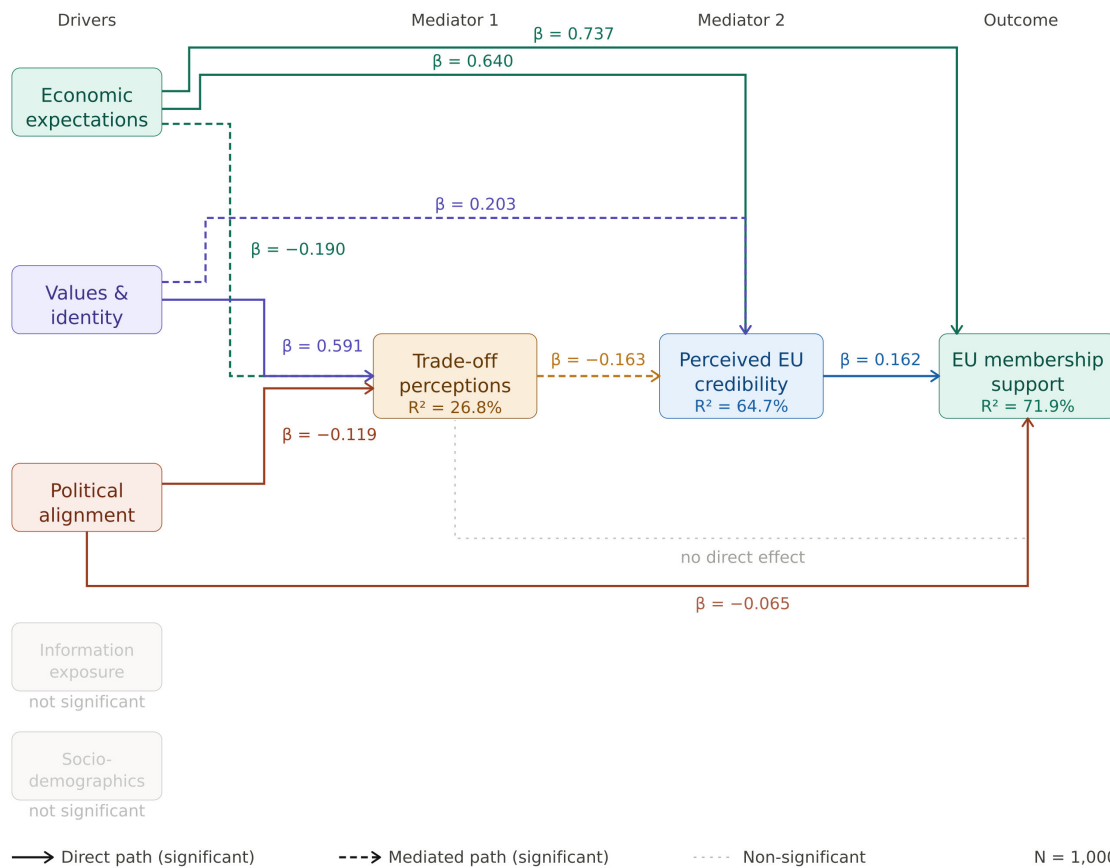 Drivers
Mediator 1
Mediator 2
Outcome
β = 0.737
β = 0.640
Economic
expectations
β = 0.203
β = −0.190
Values &
identity
β = 0.591
Trade-off
perceptions
R² = 26.8%
β = −0.163
Perceived EU
credibility
R² = 64.7%
β = 0.162
EU membership
support
R² = 71.9%
β = −0.119
Political
alignment
no direct effect
β = −0.065
Information
exposure
not significant
Socio-
demographics
not significant
Direct path (significant)
Mediated path (significant)
Non-significant
N = 1,000